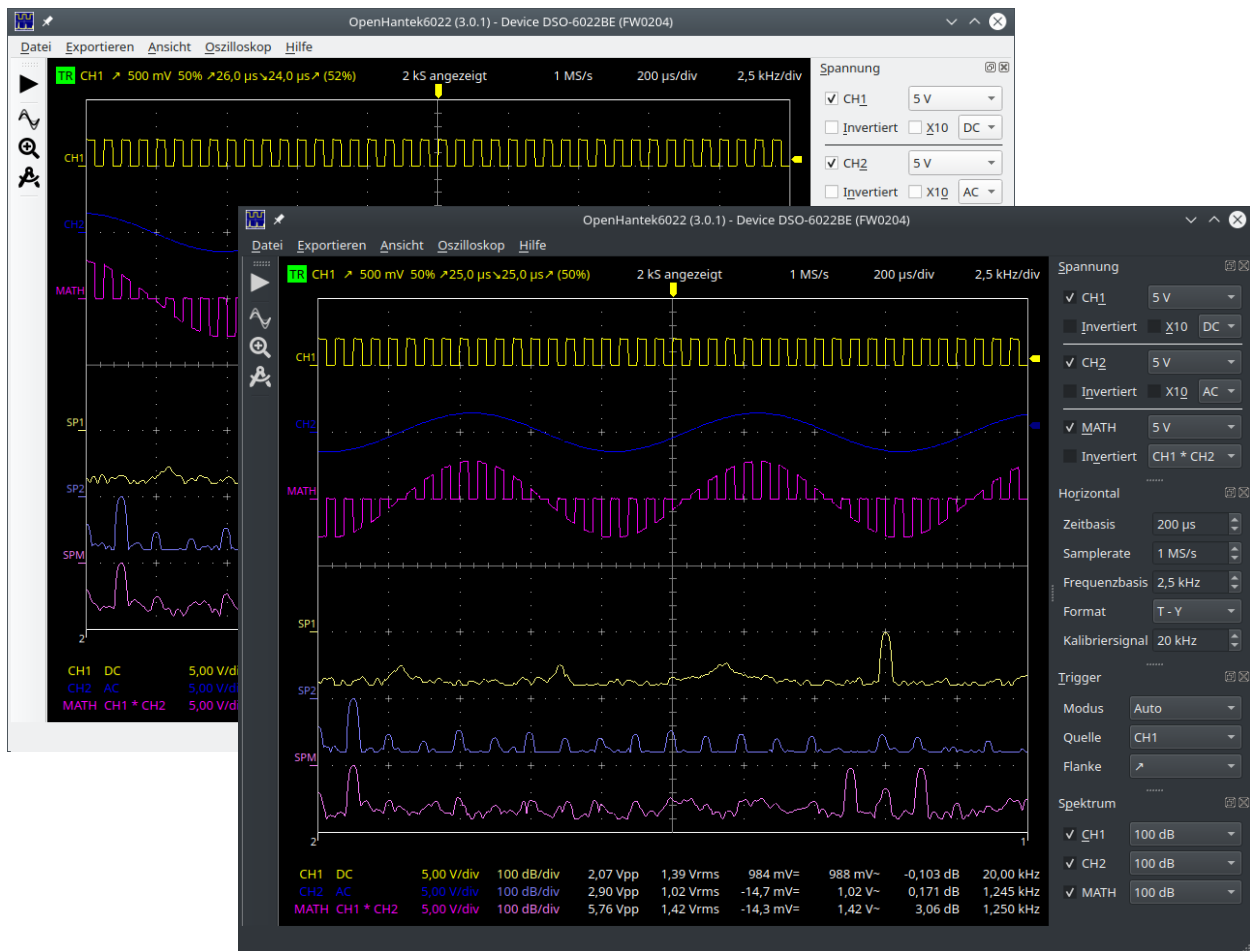 OpenHantek6022 (3.0.1) - Device DSO-6022BE (FW0204)
Datei Exportieren Ansicht Oszilloskop Hilfe
TR CH1 ↗ 500 mV 50% ↗26,0 µs↘24,0 µs↗ (52%) 2 kS angezeigt 1 MS/s 200 µs/div 2,5 kHz/div
Spannung
CH1 5 V
Invertiert X10 DC
CH2 5 V
Invertiert X10 AC
CH1
CH2
MATH
SP1
SP2
SPM
2
CH1 DC 5,00 V/di
CH2 AC 5,00 V/di
MATH CH1 * CH2 5,00 V/di
OpenHantek6022 (3.0.1) - Device DSO-6022BE (FW0204)
Datei Exportieren Ansicht Oszilloskop Hilfe
TR CH1 ↗ 500 mV 50% ↗25,0 µs↘25,0 µs↗ (50%) 2 kS angezeigt 1 MS/s 200 µs/div 2,5 kHz/div
CH1
CH2
MATH
SP1
SP2
SPM
2 1
CH1 DC 5,00 V/div 100 dB/div 2,07 Vpp 1,39 Vrms 984 mV= 988 mV~ -0,103 dB 20,00 kHz
CH2 AC 5,00 V/div 100 dB/div 2,90 Vpp 1,02 Vrms -14,7 mV= 1,02 V~ 0,171 dB 1,245 kHz
MATH CH1 * CH2 5,00 V/div 100 dB/div 5,76 Vpp 1,42 Vrms -14,3 mV= 1,42 V~ 3,06 dB 1,250 kHz
Spannung
CH1 5 V
Invertiert X10 DC
CH2 5 V
Invertiert X10 AC
MATH 5 V
Invertiert CH1 * CH2
Horizontal
Zeitbasis 200 µs
Samplerate 1 MS/s
Frequenzbasis 2,5 kHz
Format T - Y
Kalibriersignal 20 kHz
Trigger
Modus Auto
Quelle CH1
Flanke ↗
Spektrum
CH1 100 dB
CH2 100 dB
MATH 100 dB